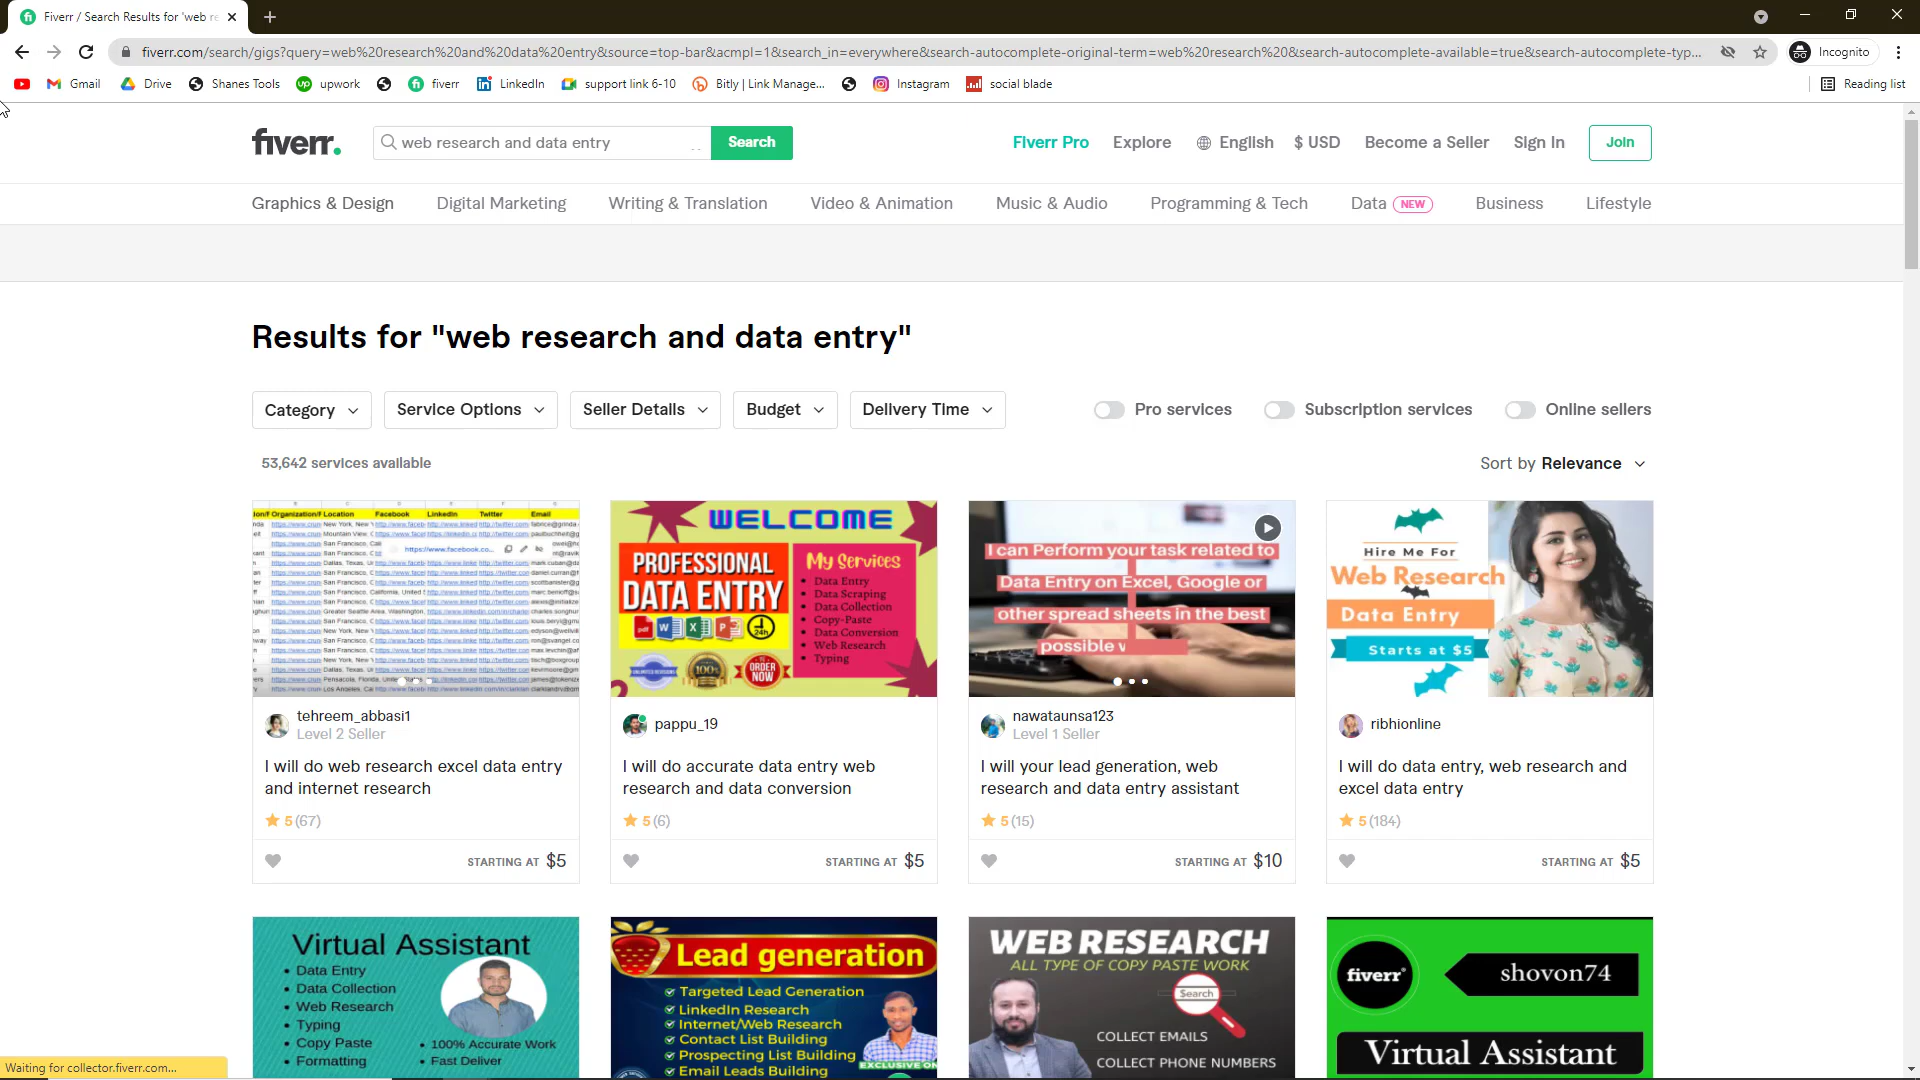 Fiverr / Search Results for 'web re
fiverr.com/search/gigs?query=web%20research%20and%20data%20entry&source=top-bar&acmpl=1&search_in=everywhere&search-autocomplete-original-term=web%20research%20&search-autocomplete-available=true&search-autocomplete-typ...
Incognito
Gmail
Drive
Shanes Tools
upwork
fiverr
LinkedIn
support link 6-10
Bitly | Link Manage...
Instagram
social blade
Reading list
fiverr.
web research and data entry
Search
Fiverr Pro
Explore
English
$ USD
Become a Seller
Sign In
Join
Graphics & Design
Digital Marketing
Writing & Translation
Video & Animation
Music & Audio
Programming & Tech
Data NEW
Business
Lifestyle
Results for "web research and data entry"
Category
Service Options
Seller Details
Budget
Delivery Time
Pro services
Subscription services
Online sellers
53,642 services available
Sort by Relevance
Location Facebook LinkedIn Twitter Email
https://www.facebook.co...
tehreem_abbasi1
Level 2 Seller
I will do web research excel data entry
and internet research
5 (67)
STARTING AT $5
WELCOME
PROFESSIONAL
DATA ENTRY
24h
100%
ORDER
NOW
My Services
Data Entry
Data Scraping
Data Collection
Copy-Paste
Data Conversion
Web Research
Typing
pappu_19
I will do accurate data entry web
research and data conversion
5 (6)
STARTING AT $5
I can Perform your task related to
Data Entry on Excel, Google or
other spread sheets in the best
possible
nawataunsa123
Level 1 Seller
I will your lead generation, web
research and data entry assistant
5 (15)
STARTING AT $10
Hire Me For
Web Research
Data Entry
Starts at $5
ribhionline
I will do data entry, web research and
excel data entry
5 (184)
STARTING AT $5
Virtual Assistant
Data Entry
Data Collection
Web Research
Typing
Copy Paste
Formatting
100% Accurate Work
Fast Deliver
Lead generation
Targeted Lead Generation
LinkedIn Research
Internet/Web Research
Contact List Building
Prospecting List Building
Email Leads Building
EXCLUSIVE ON
WEB RESEARCH
ALL TYPE OF COPY PASTE WORK
Search
COLLECT EMAILS
COLLECT PHONE NUMBERS
fiverr
shovon74
Virtual Assistant
Waiting for collector.fiverr.com...